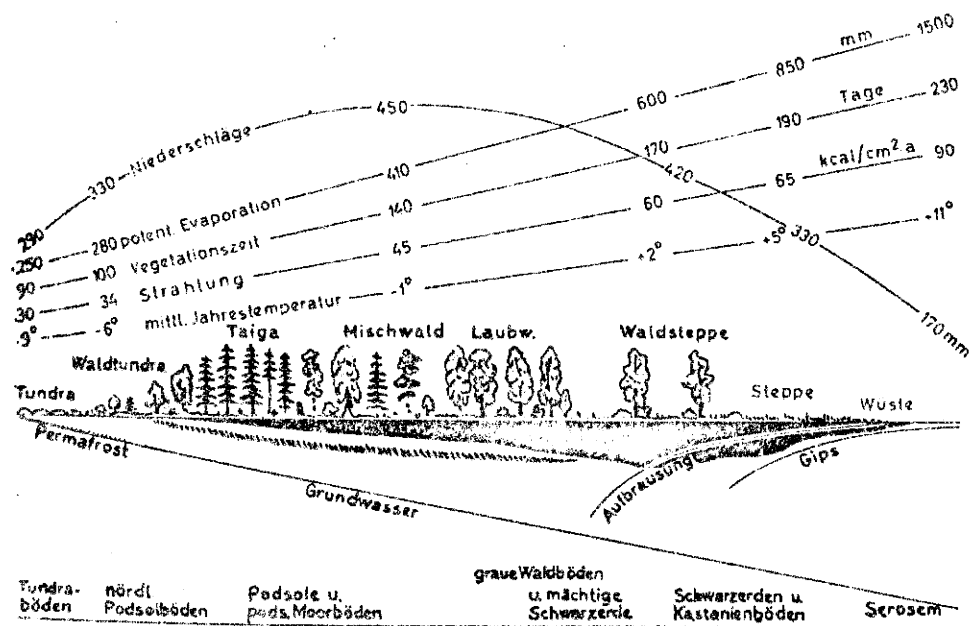 mm 1500
850
600
Tage 230
190
170
450
330 Niederschläge
290
kcal/cm² a 90
65
60
420
410
280 potent. Evaporation
250
140
100 Vegetationszeit
90
45
34 Strahlung
30
+11°
+5° 330
+2°
-1°
-6° mittl. Jahrestemperatur
-9°
170 mm
Taiga Mischwald Laubw. Waldsteppe
Waldtundra
Tundra Steppe Wüste
Permafrost
Grundwasser
Aufbrausung
Gips
graue Waldböden
Tundra- nördl Podsole u. u. mächtige Schwarzerden u.
böden Podsolböden pods. Moorböden Schwarzerde Kastanienböden Serosem